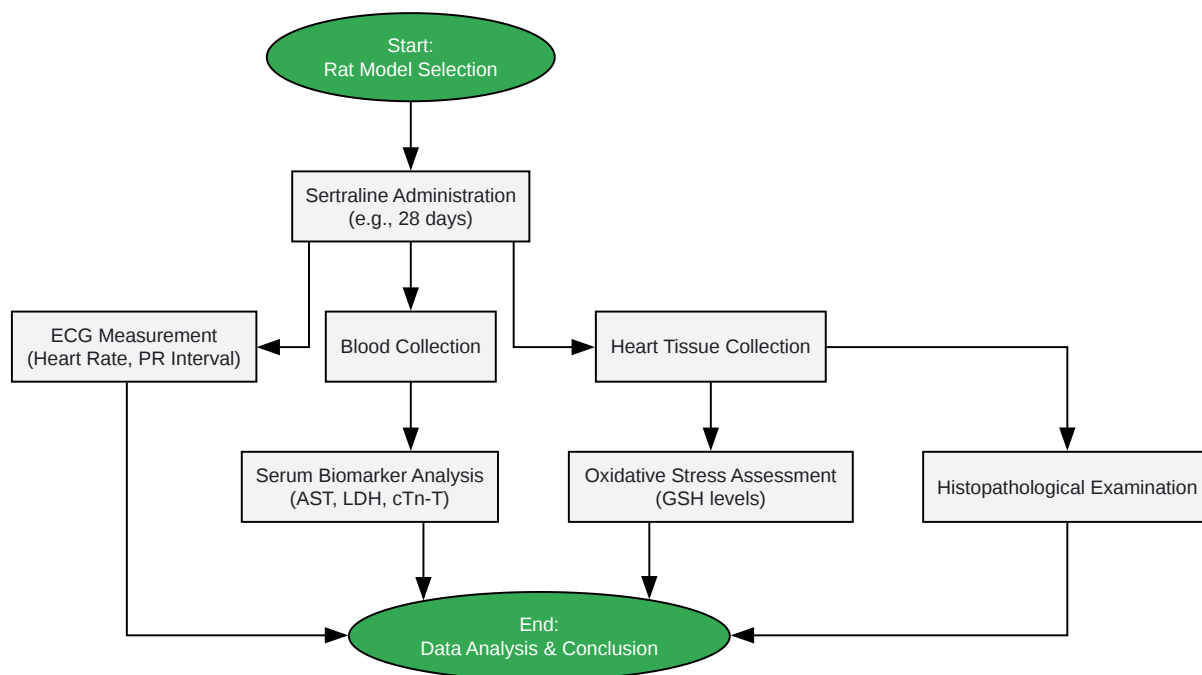 Start:
Rat Model Selection
Sertraline Administration
(e.g., 28 days)
ECG Measurement
(Heart Rate, PR Interval)
Blood Collection
Heart Tissue Collection
Serum Biomarker Analysis
(AST, LDH, cTn-T)
Oxidative Stress Assessment
(GSH levels)
Histopathological Examination
End:
Data Analysis & Conclusion